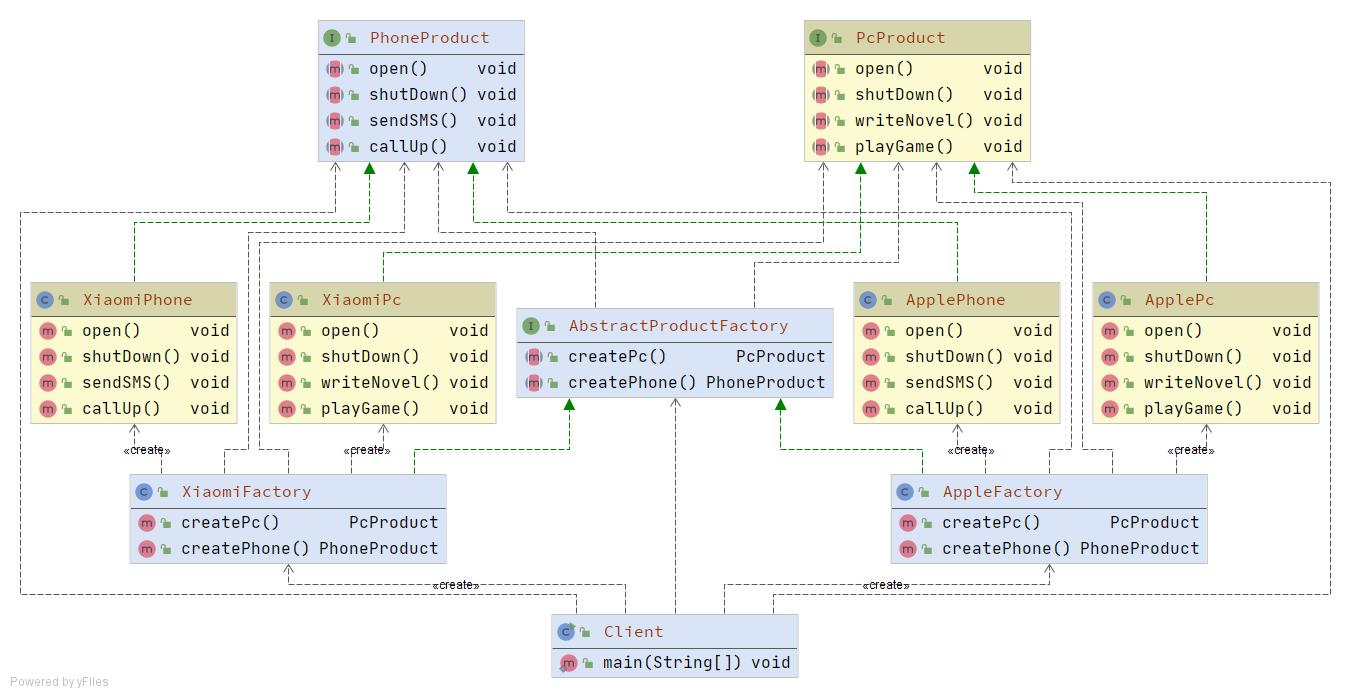 PhoneProduct
open() void
shutDown() void
sendSMS() void
callUp() void
PcProduct
open() void
shutDown() void
writeNovel() void
playGame() void
XiaomiPhone
open() void
shutDown() void
sendSMS() void
callUp() void
XiaomiPc
open() void
shutDown() void
writeNovel() void
playGame() void
AbstractProductFactory
createPc() PcProduct
createPhone() PhoneProduct
ApplePhone
open() void
shutDown() void
sendSMS() void
callUp() void
ApplePc
open() void
shutDown() void
writeNovel() void
playGame() void
«create»
«create»
«create»
«create»
XiaomiFactory
createPc() PcProduct
createPhone() PhoneProduct
AppleFactory
createPc() PcProduct
createPhone() PhoneProduct
«create»
«create»
Client
main(String[]) void
Powered by yFiles